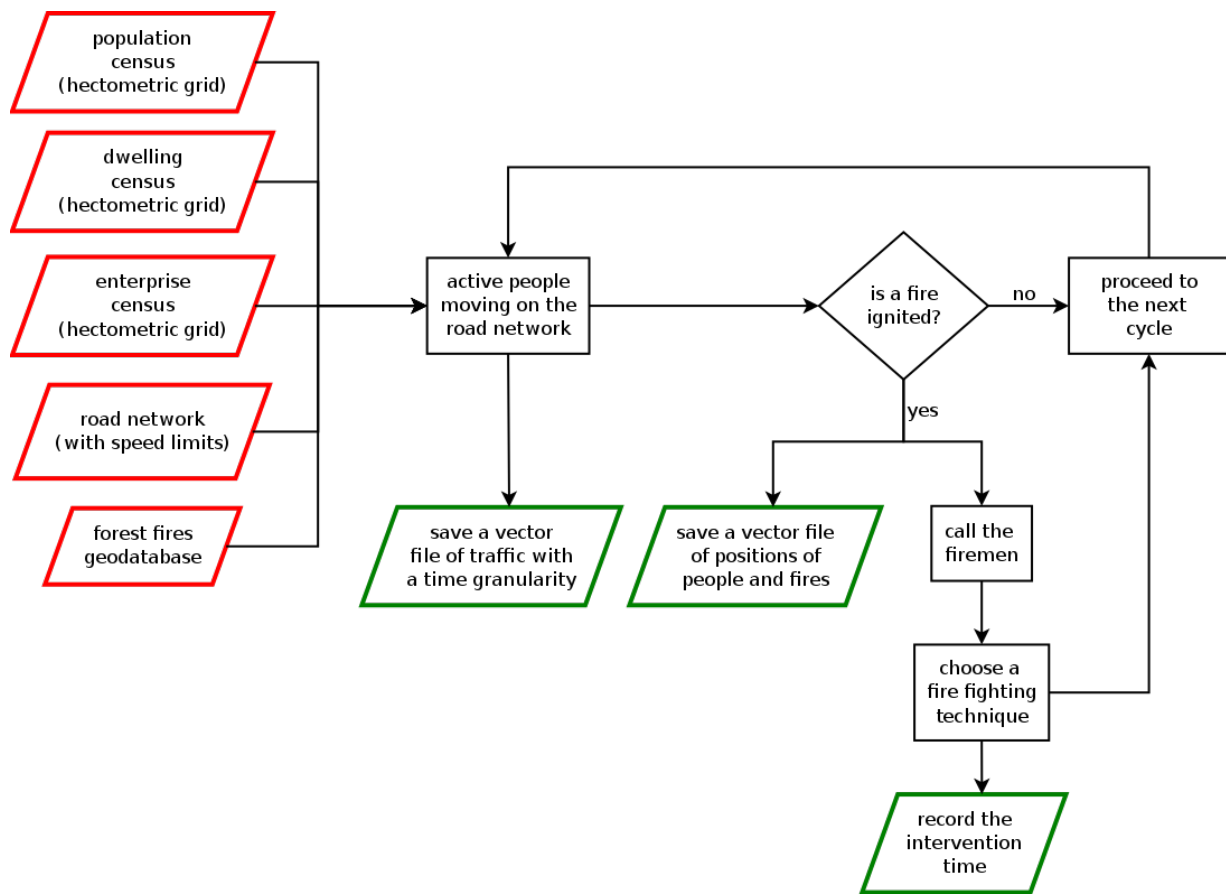 population
census
(hectometric grid)
dwelling
census
(hectometric grid)
enterprise
census
(hectometric grid)
road network
(with speed limits)
forest fires
geodatabase
active people
moving on the
road network
is a fire
ignited?
no
proceed to
the next
cycle
yes
save a vector
file of traffic with
a time granularity
save a vector file
of positions of
people and fires
call the
firemen
choose a
fire fighting
technique
record the
intervention
time